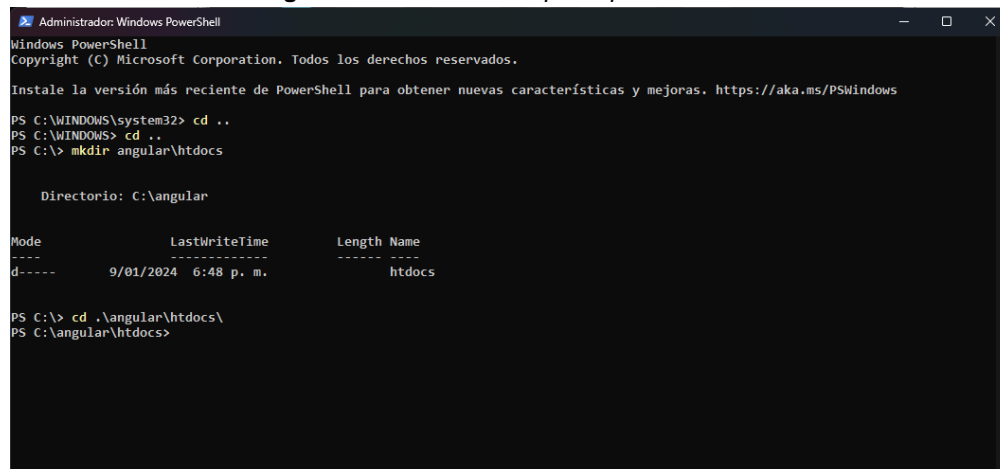 Administrador: Windows PowerShell
Windows PowerShell
Copyright (C) Microsoft Corporation. Todos los derechos reservados.
Instale la versión más reciente de PowerShell para obtener nuevas características y mejoras. https://aka.ms/PSWindows
PS C:\WINDOWS\system32> cd ..
PS C:\WINDOWS> cd ..
PS C:\> mkdir angular\htdocs
Directorio: C:\angular
Mode LastWriteTime Length Name
---- ------------- ------ ----
d----- 9/01/2024 6:48 p. m. htdocs
PS C:\> cd .\angular\htdocs\
PS C:\angular\htdocs>